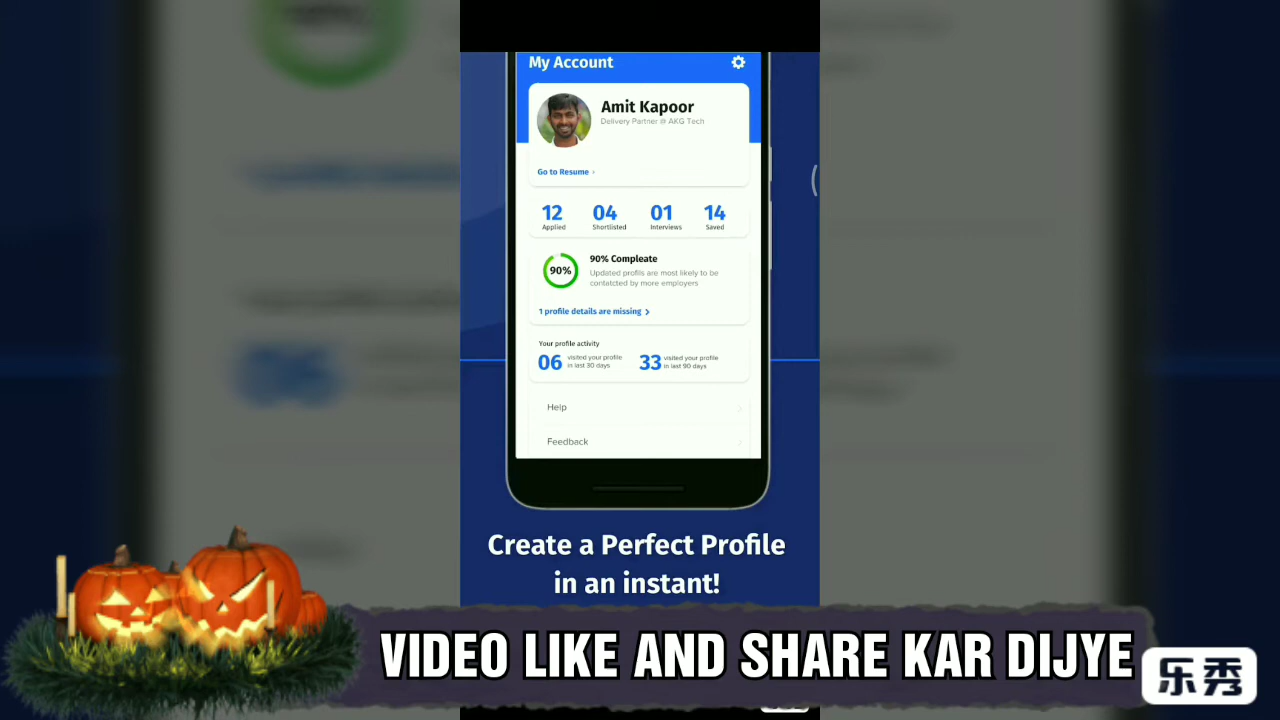 My Account
Amit Kapoor
Delivery Partner @ AKG Tech
Go to Resume
12 04 01 14
Applied Shortlisted Interviews Saved
90%
90% Compleate
Updated profils are most likely to be
contatcted by more employers
1 profile details are missing
Your profile activity
06 visited your profile 33 visited your profile
in last 30 days in last 90 days
Help
Feedback
Create a Perfect Profile
in an instant!
VIDEO LIKE AND SHARE KAR DIJYE
乐秀